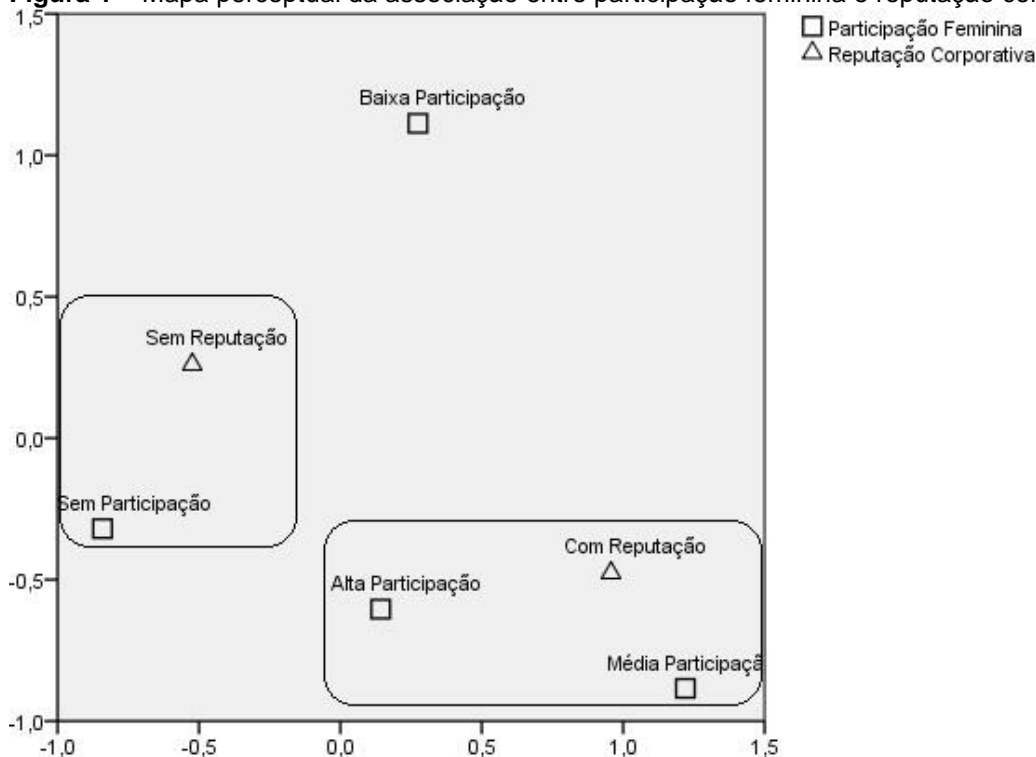 Mapa perceptual da associação entre participação feminina e reputação
1,5
Participação Feminina
Reputação Corporativa
Baixa Participação
1,0
0,5
Sem Reputação
0,0
Sem Participação
Com Reputação
-0,5
Alta Participação
Média Participaçã
-1,0
-1,0 -0,5 0,0 0,5 1,0 1,5